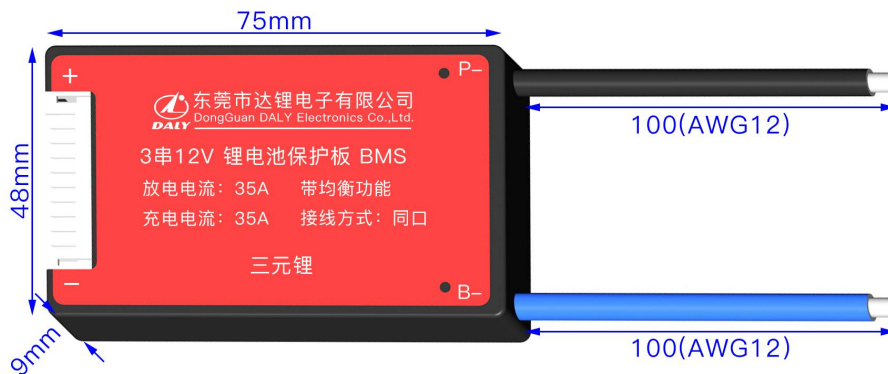 75mm
+
P-
东莞市达锂电子有限公司
DALY
DongGuan DALY Electronics Co.,Ltd.
100(AWG12)
3串12V 锂电池保护板 BMS
48mm
放电电流：35A 带均衡功能
充电电流：35A 接线方式：同口
三元锂
-
B-
9mm
100(AWG12)